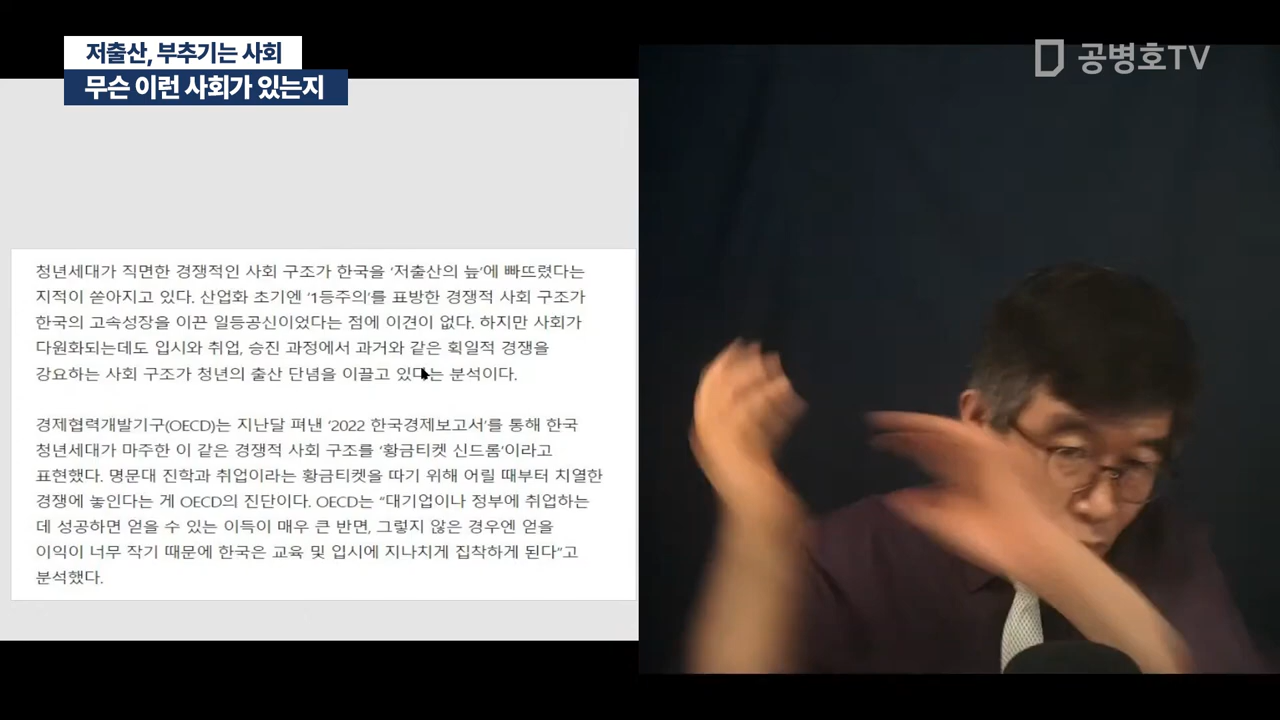 저출산, 부추기는 사회
무슨 이런 사회가 있는지
공병호TV
청년세대가 직면한 경쟁적인 사회 구조가 한국을 ‘저출산의 늪’에 빠뜨렸다는
지적이 쏟아지고 있다. 산업화 초기엔 ‘1등주의’를 표방한 경쟁적 사회 구조가
한국의 고속성장을 이끈 일등공신이었다는 점에 이견이 없다. 하지만 사회가
다원화되는데도 입시와 취업, 승진 과정에서 과거와 같은 획일적 경쟁을
강요하는 사회 구조가 청년의 출산 단념을 이끌고 있다는 분석이다.
경제협력개발기구(OECD)는 지난달 펴낸 ‘2022 한국경제보고서’를 통해 한국
청년세대가 마주한 이 같은 경쟁적 사회 구조를 ‘황금티켓 신드롬’이라고
표현했다. 명문대 진학과 취업이라는 황금티켓을 따기 위해 어릴 때부터 치열한
경쟁에 놓인다는 게 OECD의 진단이다. OECD는 “대기업이나 정부에 취업하는
데 성공하면 얻을 수 있는 이득이 매우 큰 반면, 그렇지 않은 경우엔 얻을
이익이 너무 작기 때문에 한국은 교육 및 입시에 지나치게 집착하게 된다”고
분석했다.